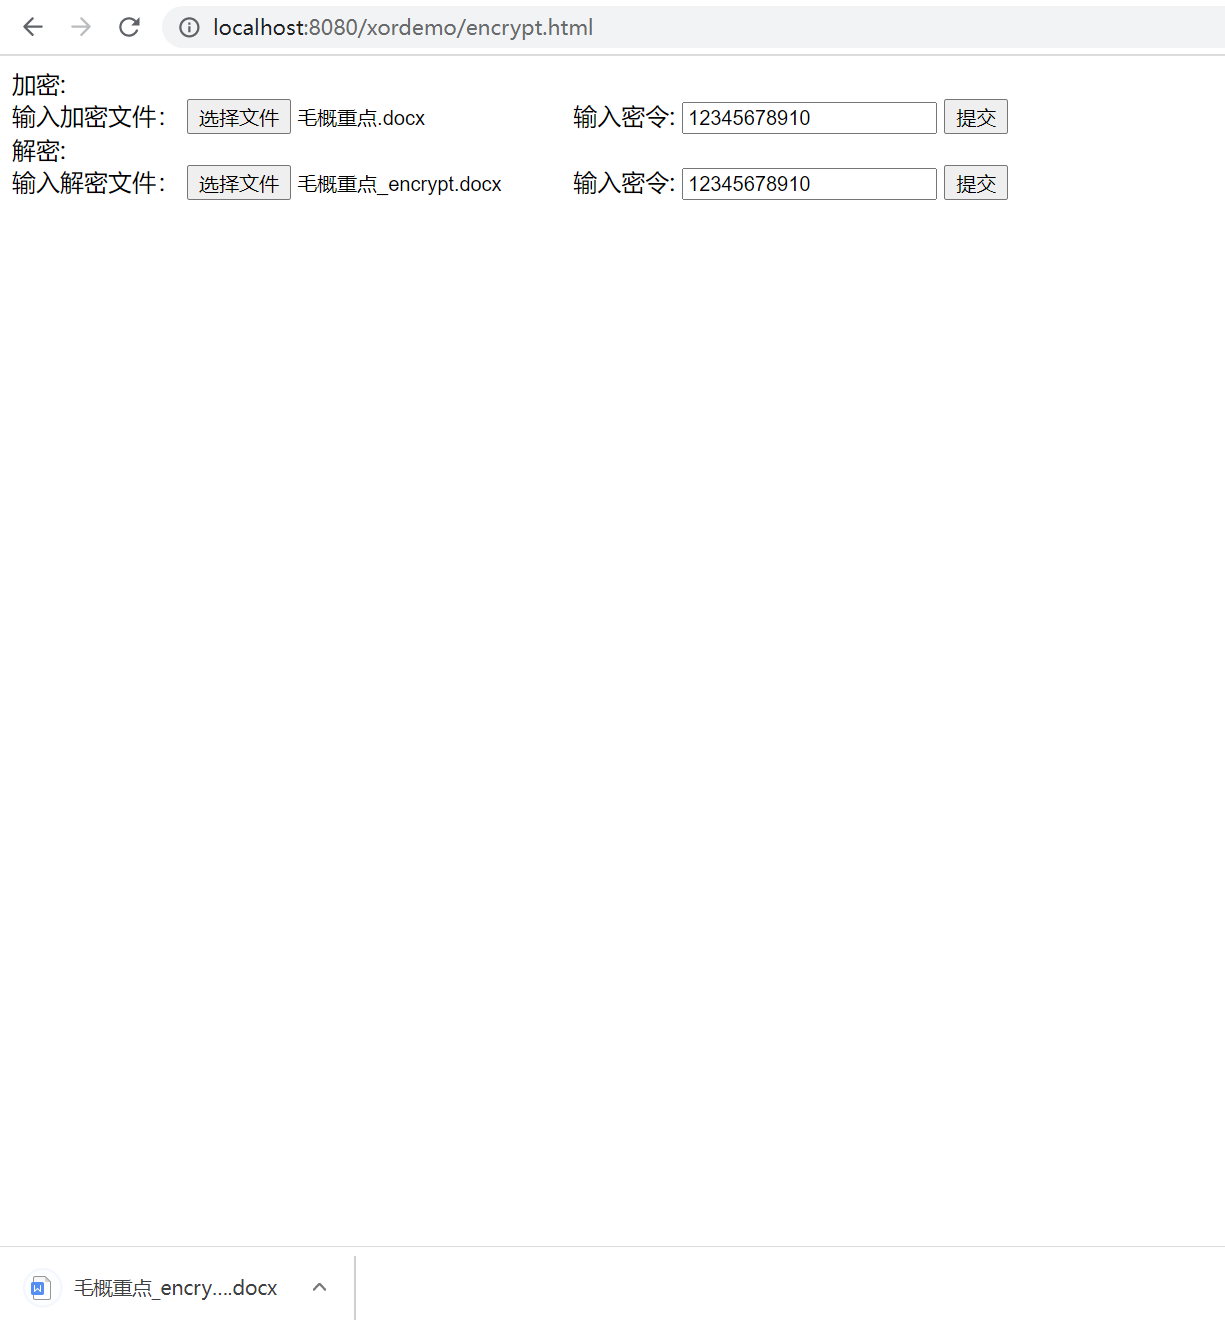 localhost:8080/xordemo/encrypt.html
加密:
输入加密文件： 选择文件 毛概重点.docx 输入密令: 12345678910 提交
解密:
输入解密文件： 选择文件 毛概重点_encrypt.docx 输入密令: 12345678910 提交
毛概重点_encry....docx